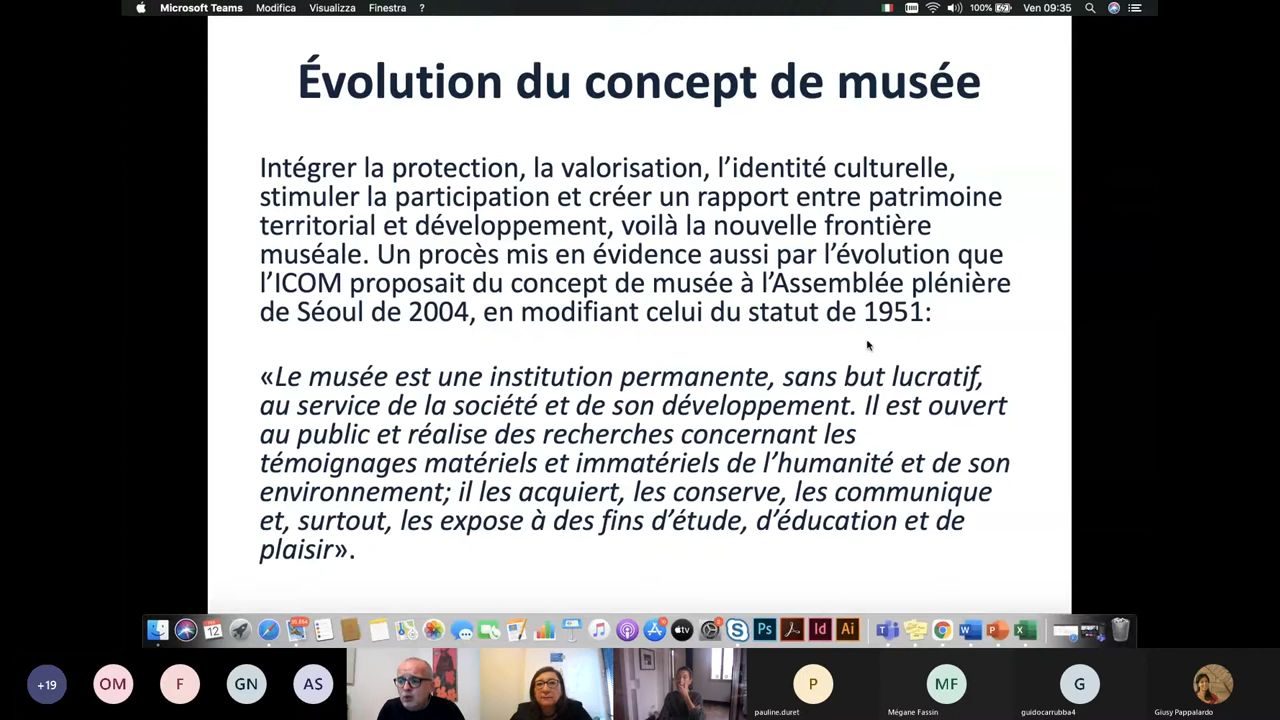 Microsoft Teams Modifica Visualizza Finestra ? 100% Ven 09:35
Évolution du concept de musée
Intégrer la protection, la valorisation, l’identité culturelle,
stimuler la participation et créer un rapport entre patrimoine
territorial et développement, voilà la nouvelle frontière
muséale. Un procès mis en évidence aussi par l’évolution que
l’ICOM proposait du concept de musée à l’Assemblée plénière
de Séoul de 2004, en modifiant celui du statut de 1951:
«Le musée est une institution permanente, sans but lucratif,
au service de la société et de son développement. Il est ouvert
au public et réalise des recherches concernant les
témoignages matériels et immatériels de l’humanité et de son
environnement; il les acquiert, les conserve, les communique
et, surtout, les expose à des fins d’étude, d’éducation et de
plaisir».
12 tv Ps Id Ai
+19 OM F GN AS P MF G
pauline.duret Mégane Fassin guidocarrubba4 Giusy Pappalardo